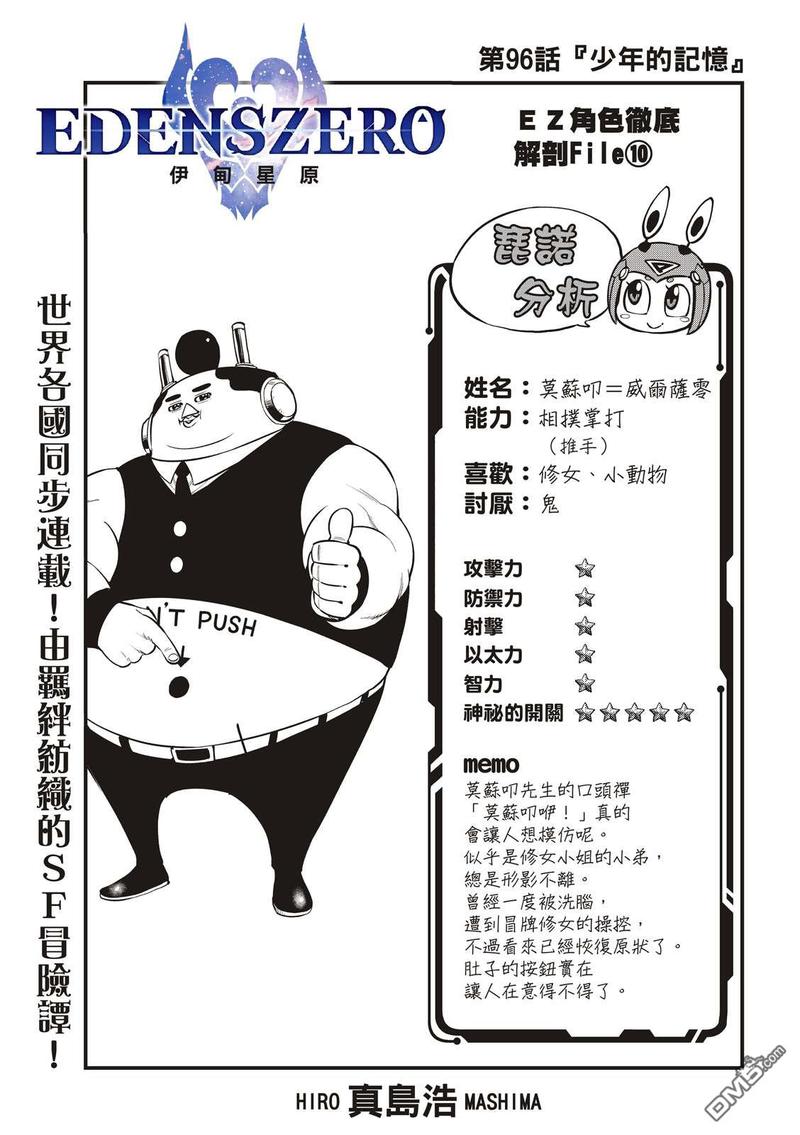 第96話『少年的記憶』
EDENSZERO
伊甸星原
EZ角色徹底
解剖File⑩
琵諾
分析
姓名：莫蘇叨＝威爾薩零
能力：相撲掌打
（推手）
喜歡：修女、小動物
討厭：鬼
攻擊力 ☆
防禦力 ☆
射擊 ☆
以太力 ☆
智力 ☆
神祕的開關 ☆☆☆☆☆
memo
莫蘇叨先生的口頭禪
「莫蘇叨咿！」真的
會讓人想摸仿呢。
似乎是修女小姐的小弟，
總是形影不離。
曾經一度被洗腦，
遭到冒牌修女的操控，
不過看來已經恢復原狀了。
肚子的按鈕實在
讓人在意得不得了。
世界各國同步連載！由羈絆紡織的SF冒險譚！
N'T PUSH
HIRO 真島浩 MASHIMA
DM5.com